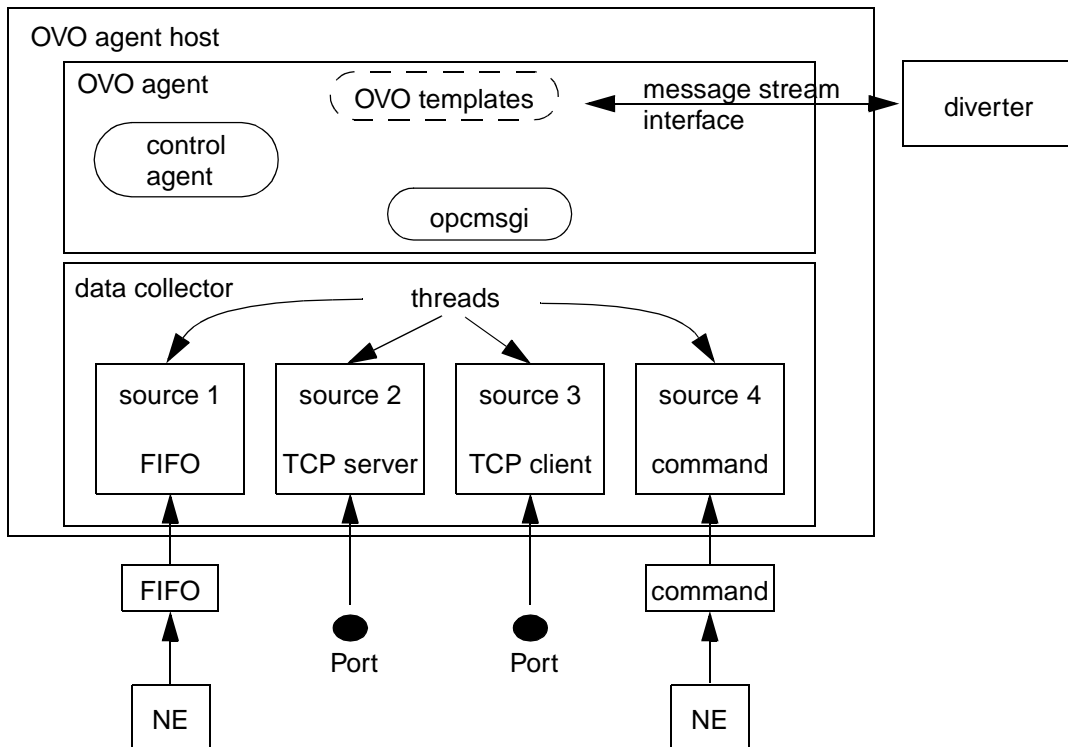 OVO agent host
OVO agent
OVO templates
message stream
interface
diverter
control
agent
opcmsgi
data collector
threads
source 1
source 2
source 3
source 4
FIFO
TCP server
TCP client
command
FIFO
command
Port
Port
NE
NE